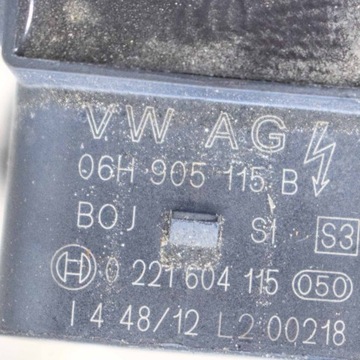 VW AG
06H 905 115 B
BOJ SI S3
H 0 221 604 115 050
I 4 48/12 L2 00218